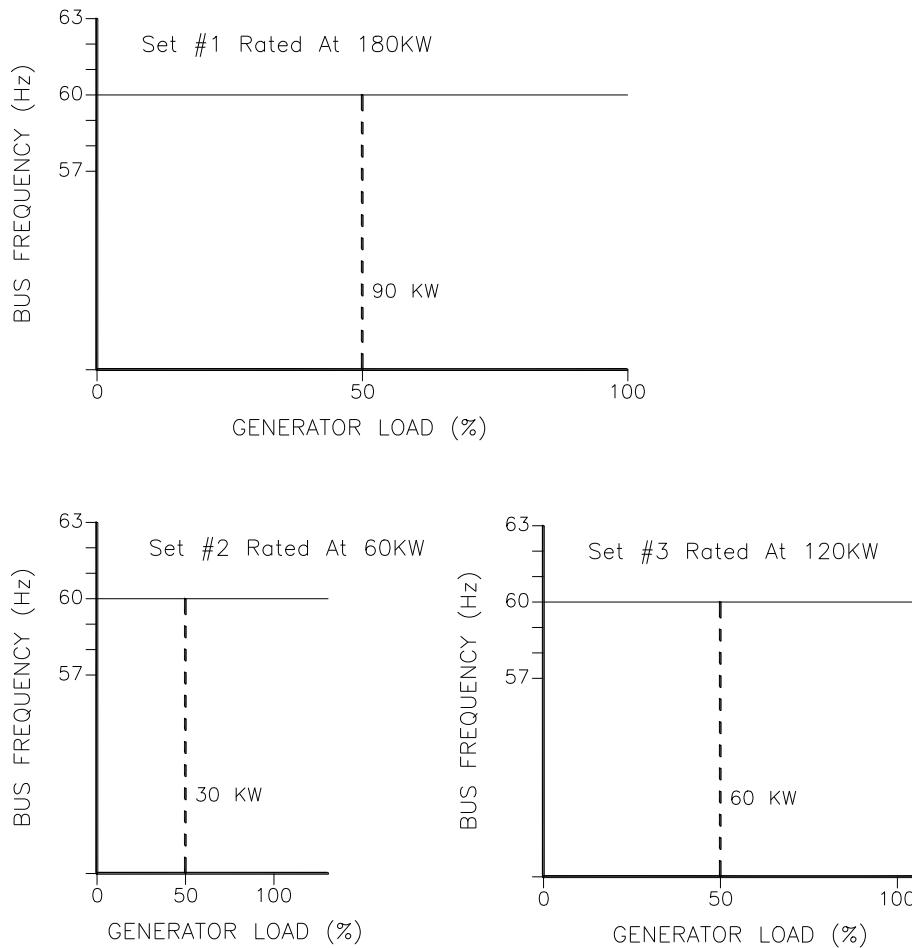 63
Set #1 Rated At 180KW
60
57
BUS FREQUENCY (Hz)
90 KW
0 50 100
GENERATOR LOAD (%)
63
Set #2 Rated At 60KW
60
57
BUS FREQUENCY (Hz)
30 KW
0 50 100
GENERATOR LOAD (%)
63
Set #3 Rated At 120KW
60
57
BUS FREQUENCY (Hz)
60 KW
0 50 100
GENERATOR LOAD (%)